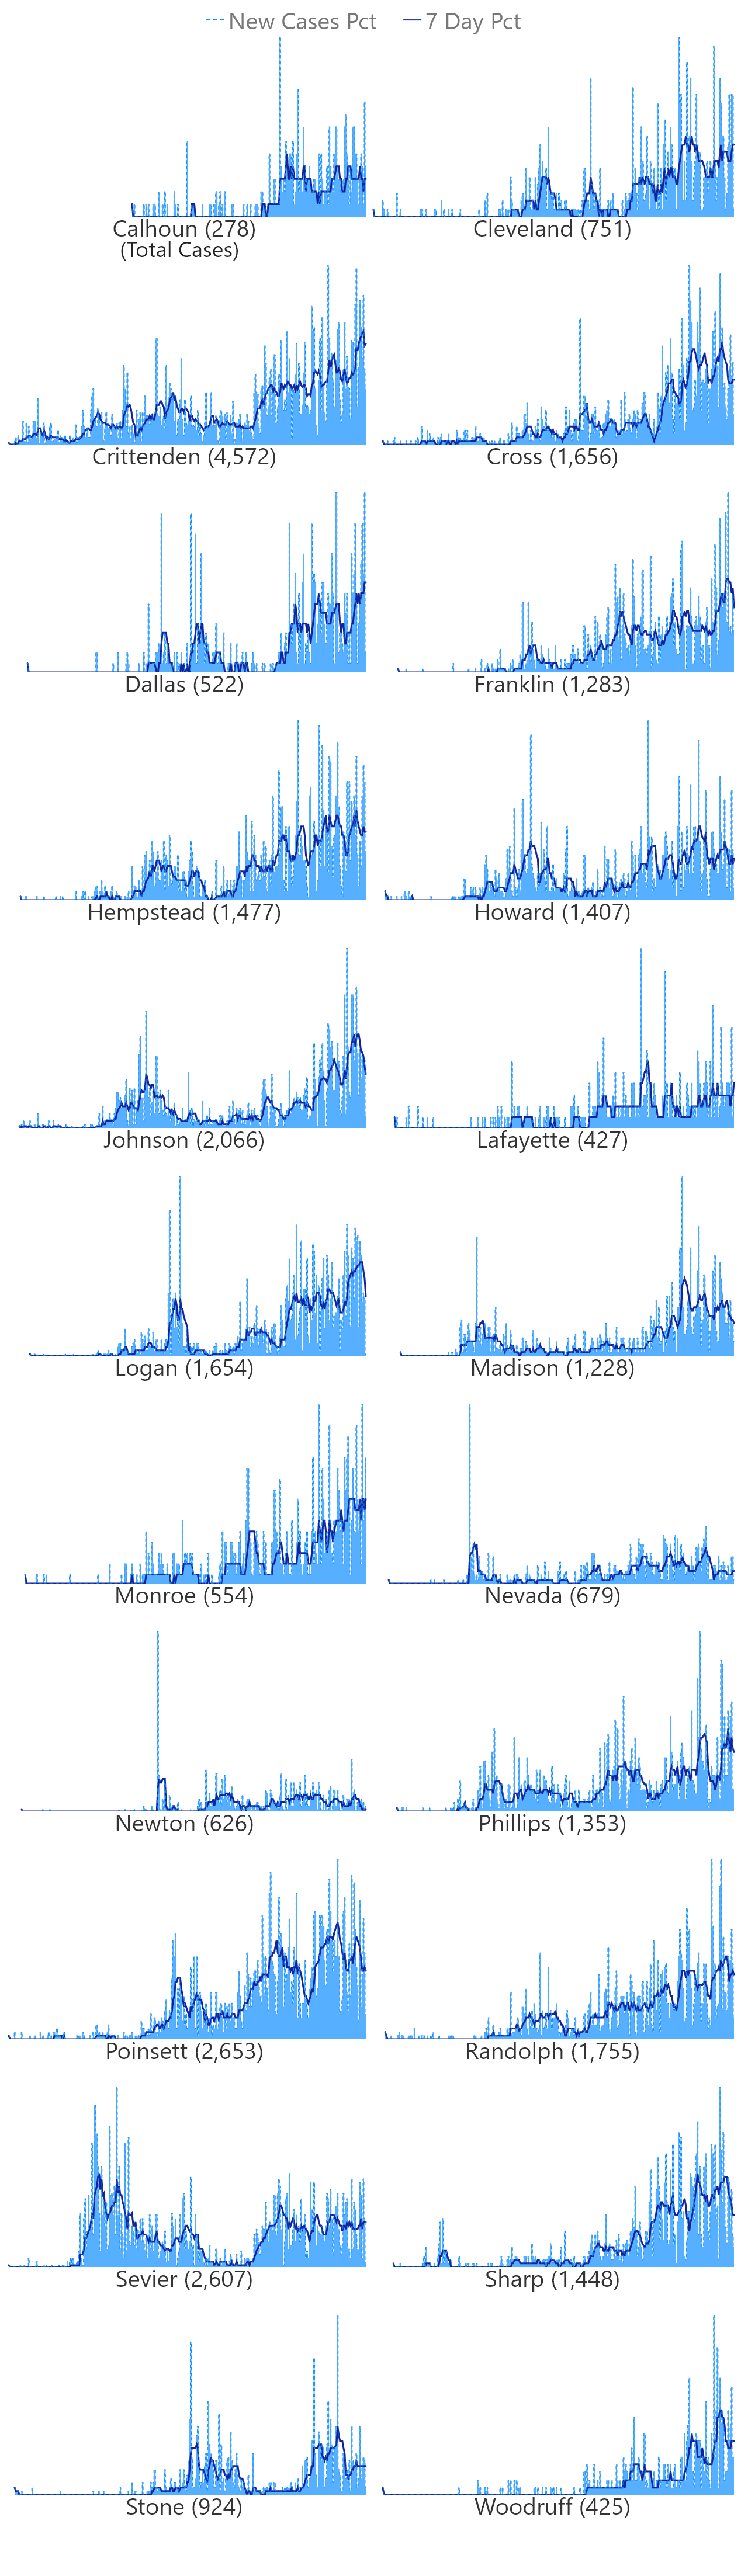 New Cases Pct 7 Day Pct
Calhoun (278) Cleveland (751)
(Total Cases)
Crittenden (4,572) Cross (1,656)
Dallas (522) Franklin (1,283)
Hempstead (1,477) Howard (1,407)
Johnson (2,066) Lafayette (427)
Logan (1,654) Madison (1,228)
Monroe (554) Nevada (679)
Newton (626) Phillips (1,353)
Poinsett (2,653) Randolph (1,755)
Sevier (2,607) Sharp (1,448)
Stone (924) Woodruff (425)